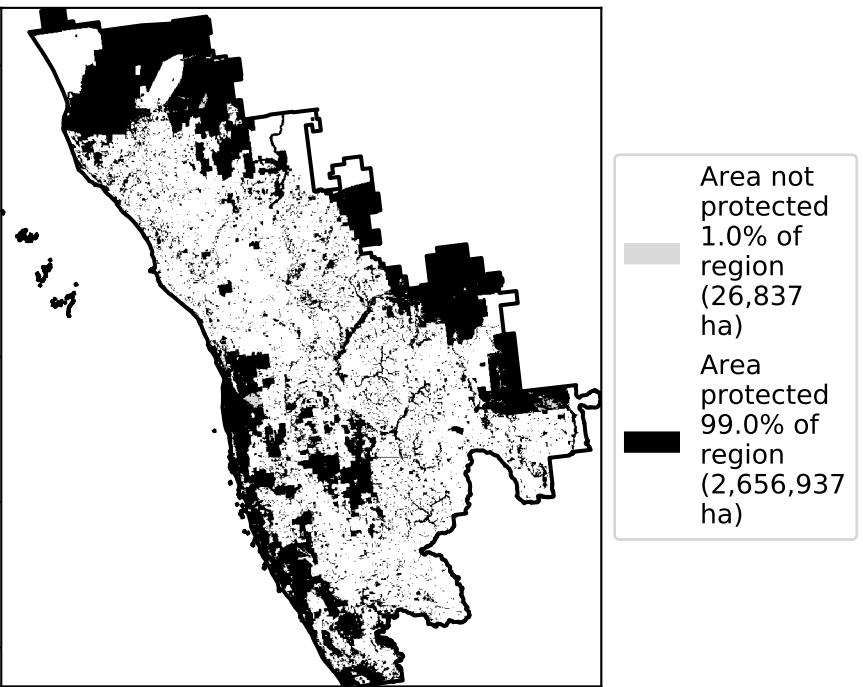 Area not
protected
1.0% of
region
(26,837
ha)
Area
protected
99.0% of
region
(2,656,937
ha)